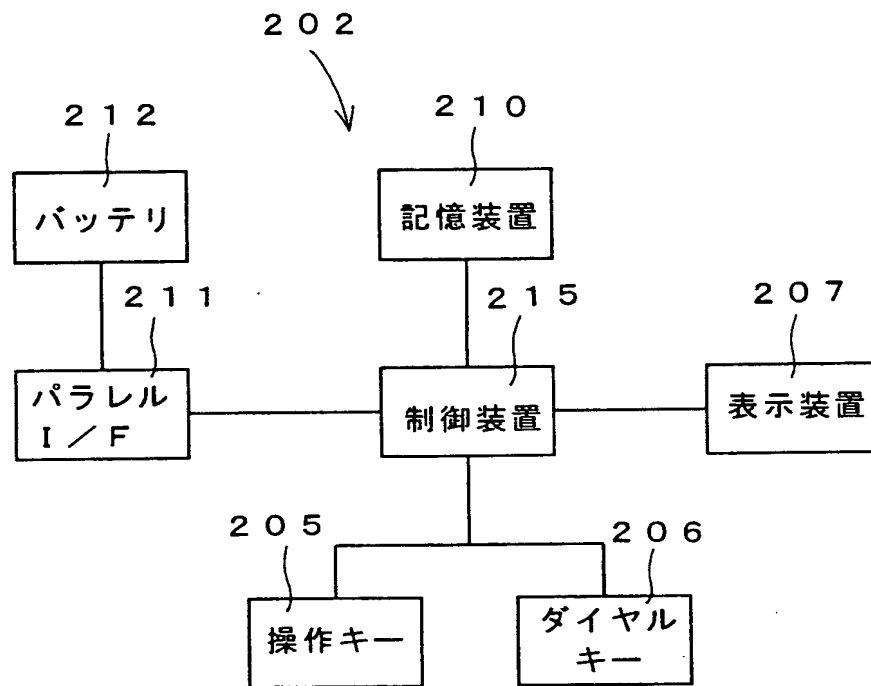 ２０２
２１２
２１０
バッテリ
記憶装置
２１１
２１５
２０７
パラレル
Ｉ／Ｆ
制御装置
表示装置
２０５
２０６
操作キー
ダイヤル
キー